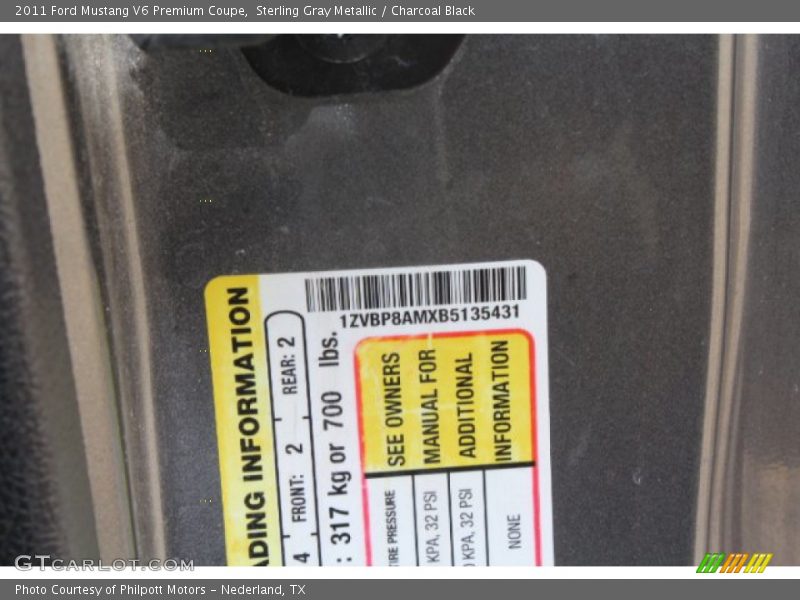 2011 Ford Mustang V6 Premium Coupe, Sterling Gray Metallic / Charcoal Black
1ZVBP8AMXB5135431
ADING INFORMATION
4 FRONT: 2 REAR: 2
: 317 kg or 700 lbs.
SEE OWNERS
MANUAL FOR
ADDITIONAL
INFORMATION
IRE PRESSURE
KPA, 32 PSI
0 KPA, 32 PSI
NONE
GTCARLOT.COM
Photo Courtesy of Philpott Motors - Nederland, TX